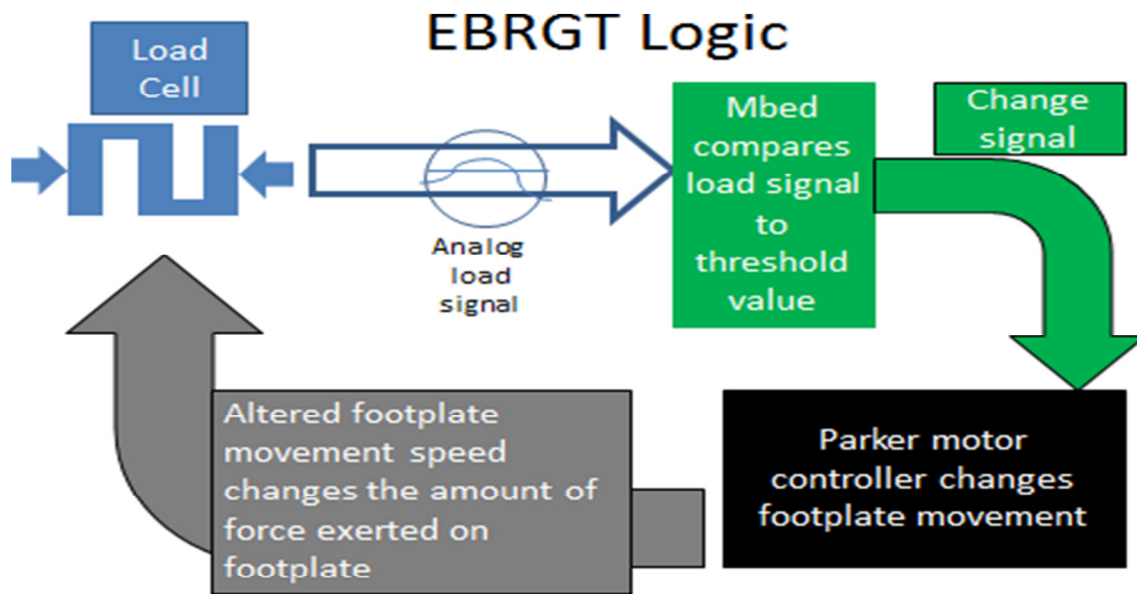 EBRGT Logic
Load
Cell
Analog
load
signal
Mbed
compares
load signal
to
threshold
value
Change
signal
Parker motor
controller changes
footplate movement
Altered footplate
movement speed
changes the amount of
force exerted on
footplate